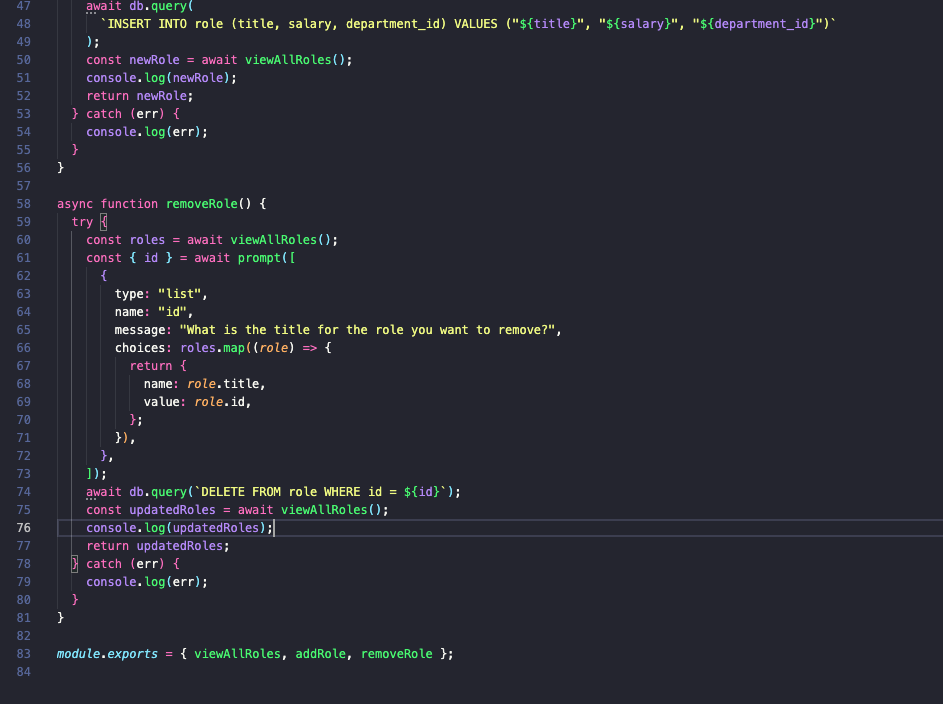 47 await db.query(
48 `INSERT INTO role (title, salary, department_id) VALUES ("${title}", "${salary}", "${department_id}")`
49 );
50 const newRole = await viewAllRoles();
51 console.log(newRole);
52 return newRole;
53 } catch (err) {
54 console.log(err);
55 }
56 }
57
58 async function removeRole() {
59 try {
60 const roles = await viewAllRoles();
61 const { id } = await prompt([
62 {
63 type: "list",
64 name: "id",
65 message: "What is the title for the role you want to remove?",
66 choices: roles.map((role) => {
67 return {
68 name: role.title,
69 value: role.id,
70 };
71 }),
72 },
73 ]);
74 await db.query(`DELETE FROM role WHERE id = ${id}`);
75 const updatedRoles = await viewAllRoles();
76 console.log(updatedRoles);
77 return updatedRoles;
78 } catch (err) {
79 console.log(err);
80 }
81 }
82
83 module.exports = { viewAllRoles, addRole, removeRole };
84